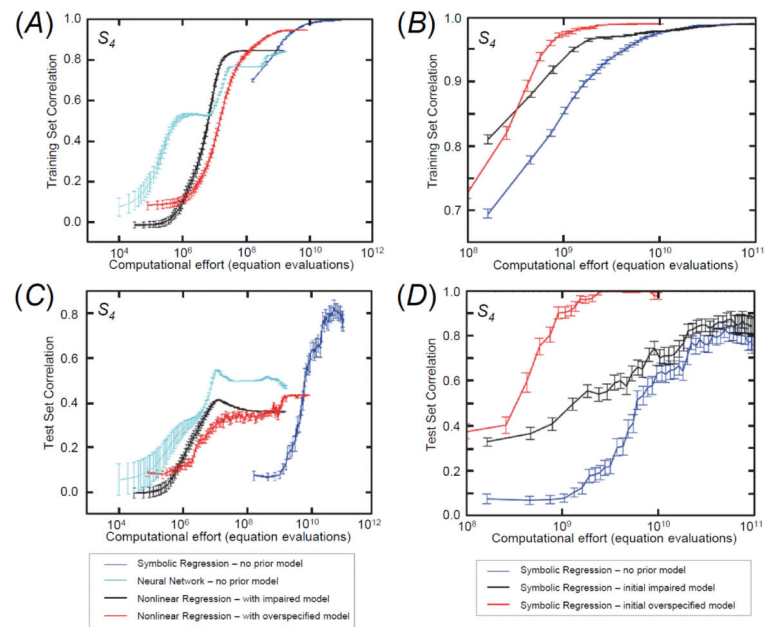 (A)
S4
Training Set Correlation
1.0
0.8
0.6
0.4
0.2
0.0
10^4 10^6 10^8 10^10 10^12
Computational effort (equation evaluations)
(B)
S4
Training Set Correlation
1.0
0.9
0.8
0.7
10^8 10^9 10^10 10^11
Computational effort (equation evaluations)
(C)
S4
Test Set Correlation
0.8
0.6
0.4
0.2
0.0
10^4 10^6 10^8 10^10 10^12
Computational effort (equation evaluations)
(D)
S4
Test Set Correlation
1.0
0.8
0.6
0.4
0.2
0.0
10^8 10^9 10^10 10^11
Computational effort (equation evaluations)
Symbolic Regression – no prior model
Neural Network – no prior model
Nonlinear Regression – with impaired model
Nonlinear Regression – with overspecified model
Symbolic Regression – no prior model
Symbolic Regression – initial impaired model
Symbolic Regression – initial overspecified model